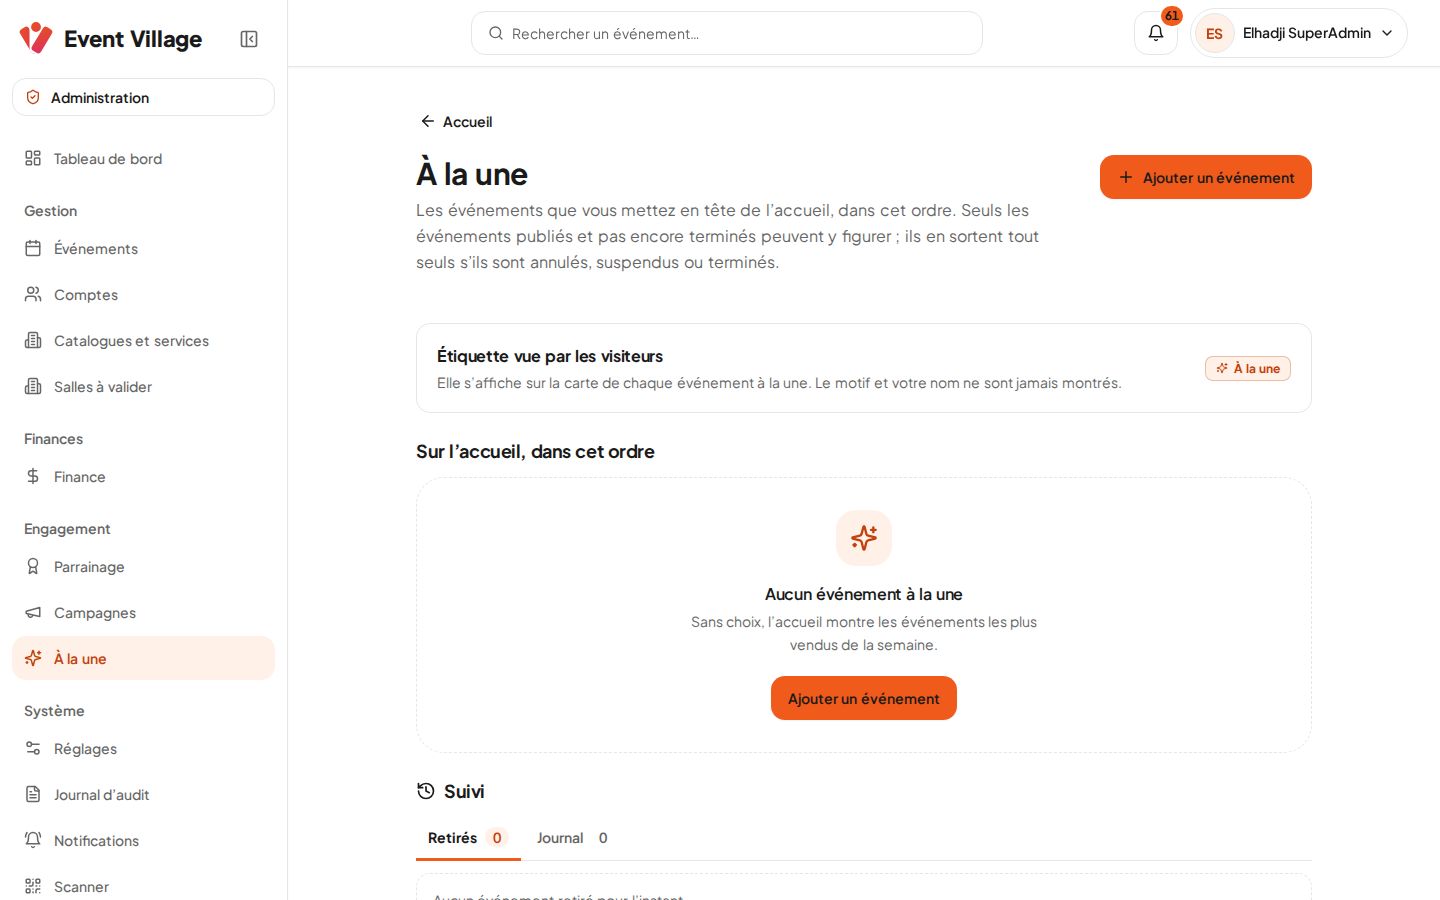 Event Village
Rechercher un événement...
61
ES
Elhadji SuperAdmin
Administration
Tableau de bord
Gestion
Événements
Comptes
Catalogues et services
Salles à valider
Finances
Finance
Engagement
Parrainage
Campagnes
À la une
Système
Réglages
Journal d’audit
Notifications
Scanner
Accueil
À la une
Ajouter un événement
Les événements que vous mettez en tête de l’accueil, dans cet ordre. Seuls les
événements publiés et pas encore terminés peuvent y figurer ; ils en sortent tout
seuls s’ils sont annulés, suspendus ou terminés.
Étiquette vue par les visiteurs
Elle s’affiche sur la carte de chaque événement à la une. Le motif et votre nom ne sont jamais montrés.
À la une
Sur l’accueil, dans cet ordre
Aucun événement à la une
Sans choix, l’accueil montre les événements les plus
vendus de la semaine.
Ajouter un événement
Suivi
Retirés 0
Journal 0
Aucun événement retiré pour l’instant.